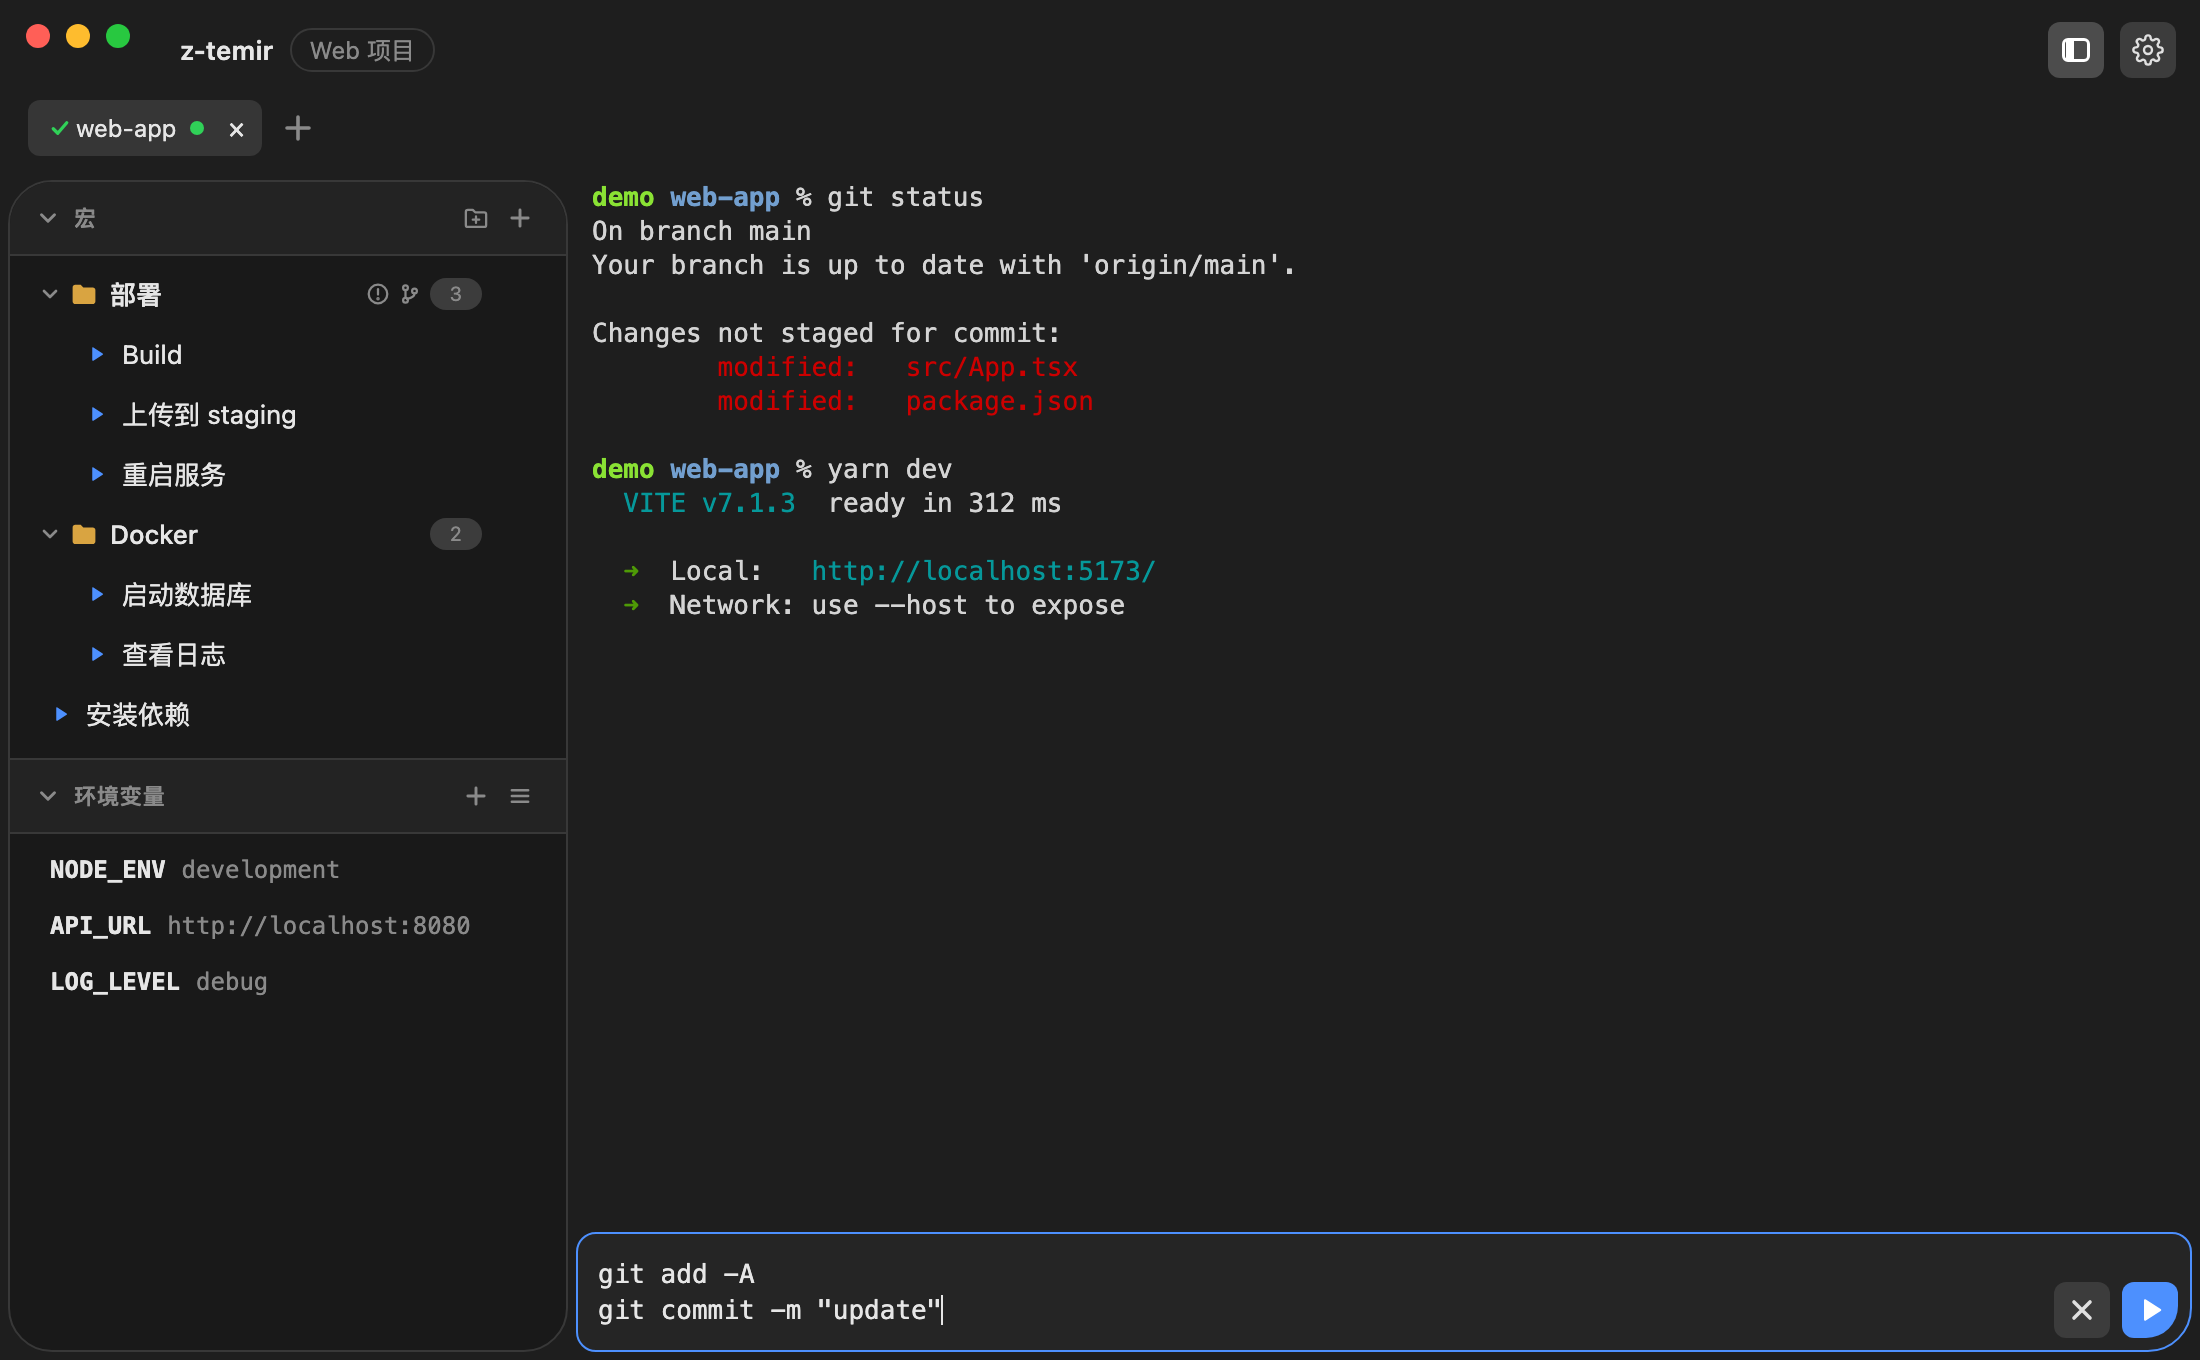 z-temir Web 项目
web-app
宏
部署 3
Build
上传到 staging
重启服务
Docker 2
启动数据库
查看日志
安装依赖
环境变量
NODE_ENV development
API_URL http://localhost:8080
LOG_LEVEL debug
demo web-app % git status
On branch main
Your branch is up to date with 'origin/main'.
Changes not staged for commit:
modified: src/App.tsx
modified: package.json
demo web-app % yarn dev
VITE v7.1.3 ready in 312 ms
➜ Local: http://localhost:5173/
➜ Network: use --host to expose
git add -A
git commit -m "update"